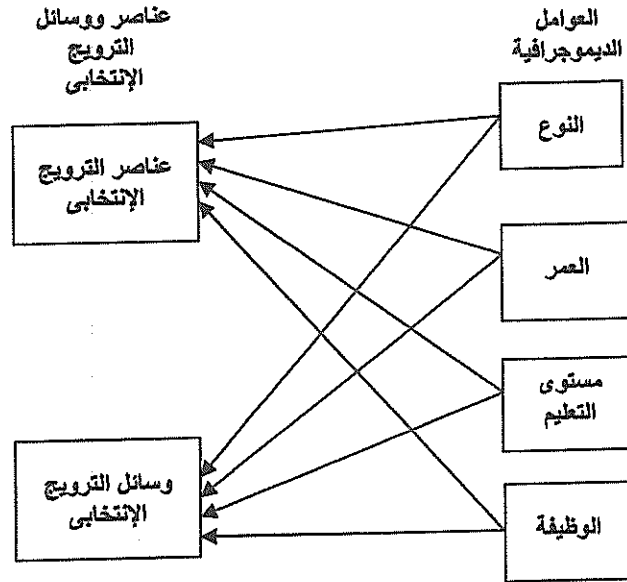 العوامل
الديموجرافية
النوع
العمر
مستوى
التعليم
الوظيفة
عناصر ووسائل
الترويج
الإنتخابى
عناصر الترويج
الإنتخابى
وسائل الترويج
الإنتخابى